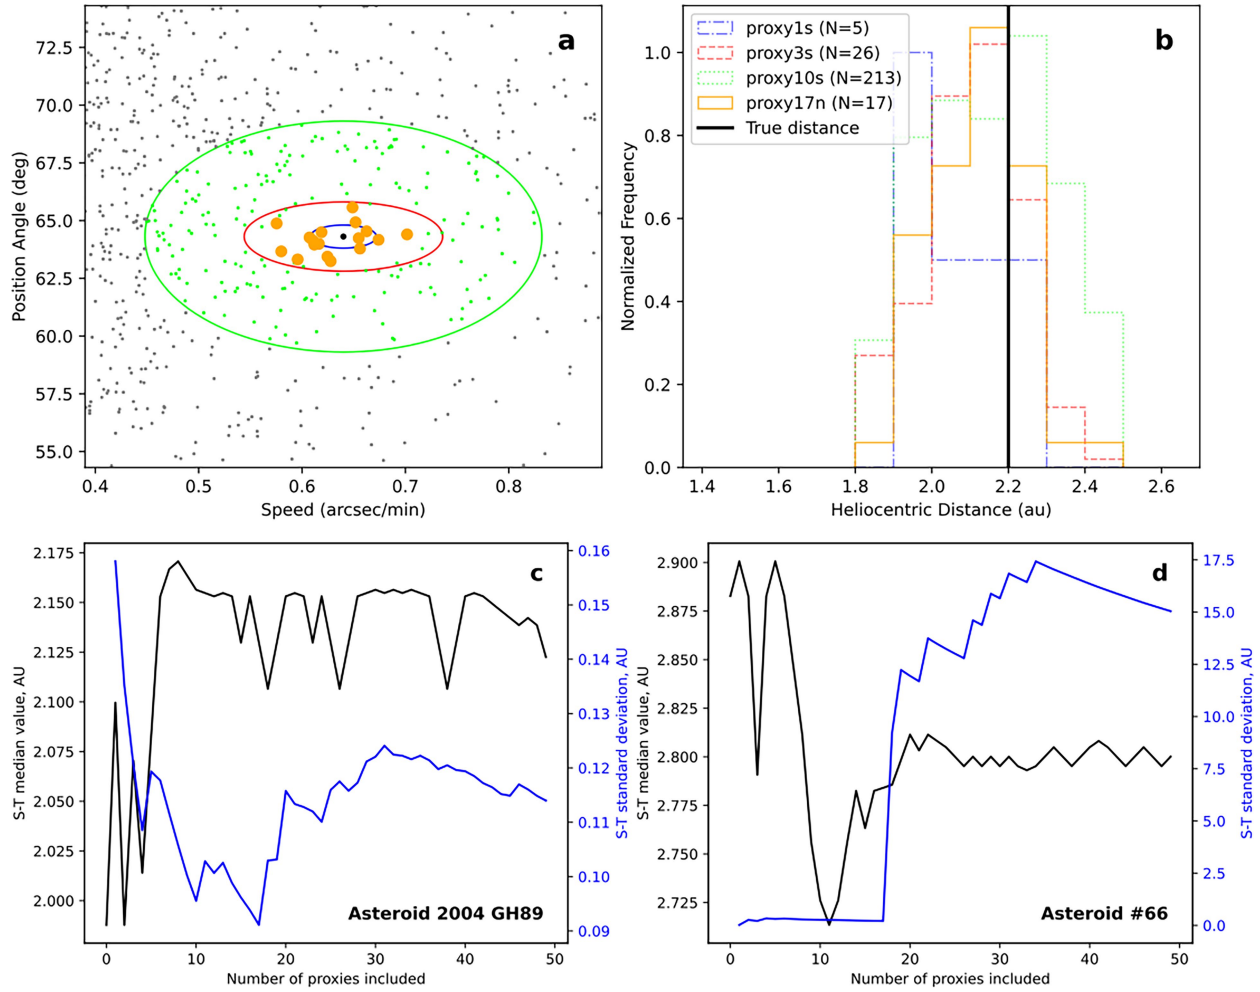 a
72.5
70.0
67.5
65.0
62.5
60.0
57.5
55.0
Position Angle (deg)
0.4 0.5 0.6 0.7 0.8
Speed (arcsec/min)
b
proxy1s (N=5)
proxy3s (N=26)
proxy10s (N=213)
proxy17n (N=17)
True distance
1.0
0.8
0.6
0.4
0.2
0.0
Normalized Frequency
1.4 1.6 1.8 2.0 2.2 2.4 2.6
Heliocentric Distance (au)
c
2.175
2.150
2.125
2.100
2.075
2.050
2.025
2.000
S-T median value, AU
0.16
0.15
0.14
0.13
0.12
0.11
0.10
0.09
S-T standard deviation, AU
Asteroid 2004 GH89
0 10 20 30 40 50
Number of proxies included
d
2.900
2.875
2.850
2.825
2.800
2.775
2.750
2.725
S-T median value, AU
17.5
15.0
12.5
10.0
7.5
5.0
2.5
0.0
S-T standard deviation, AU
Asteroid #66
0 10 20 30 40 50
Number of proxies included